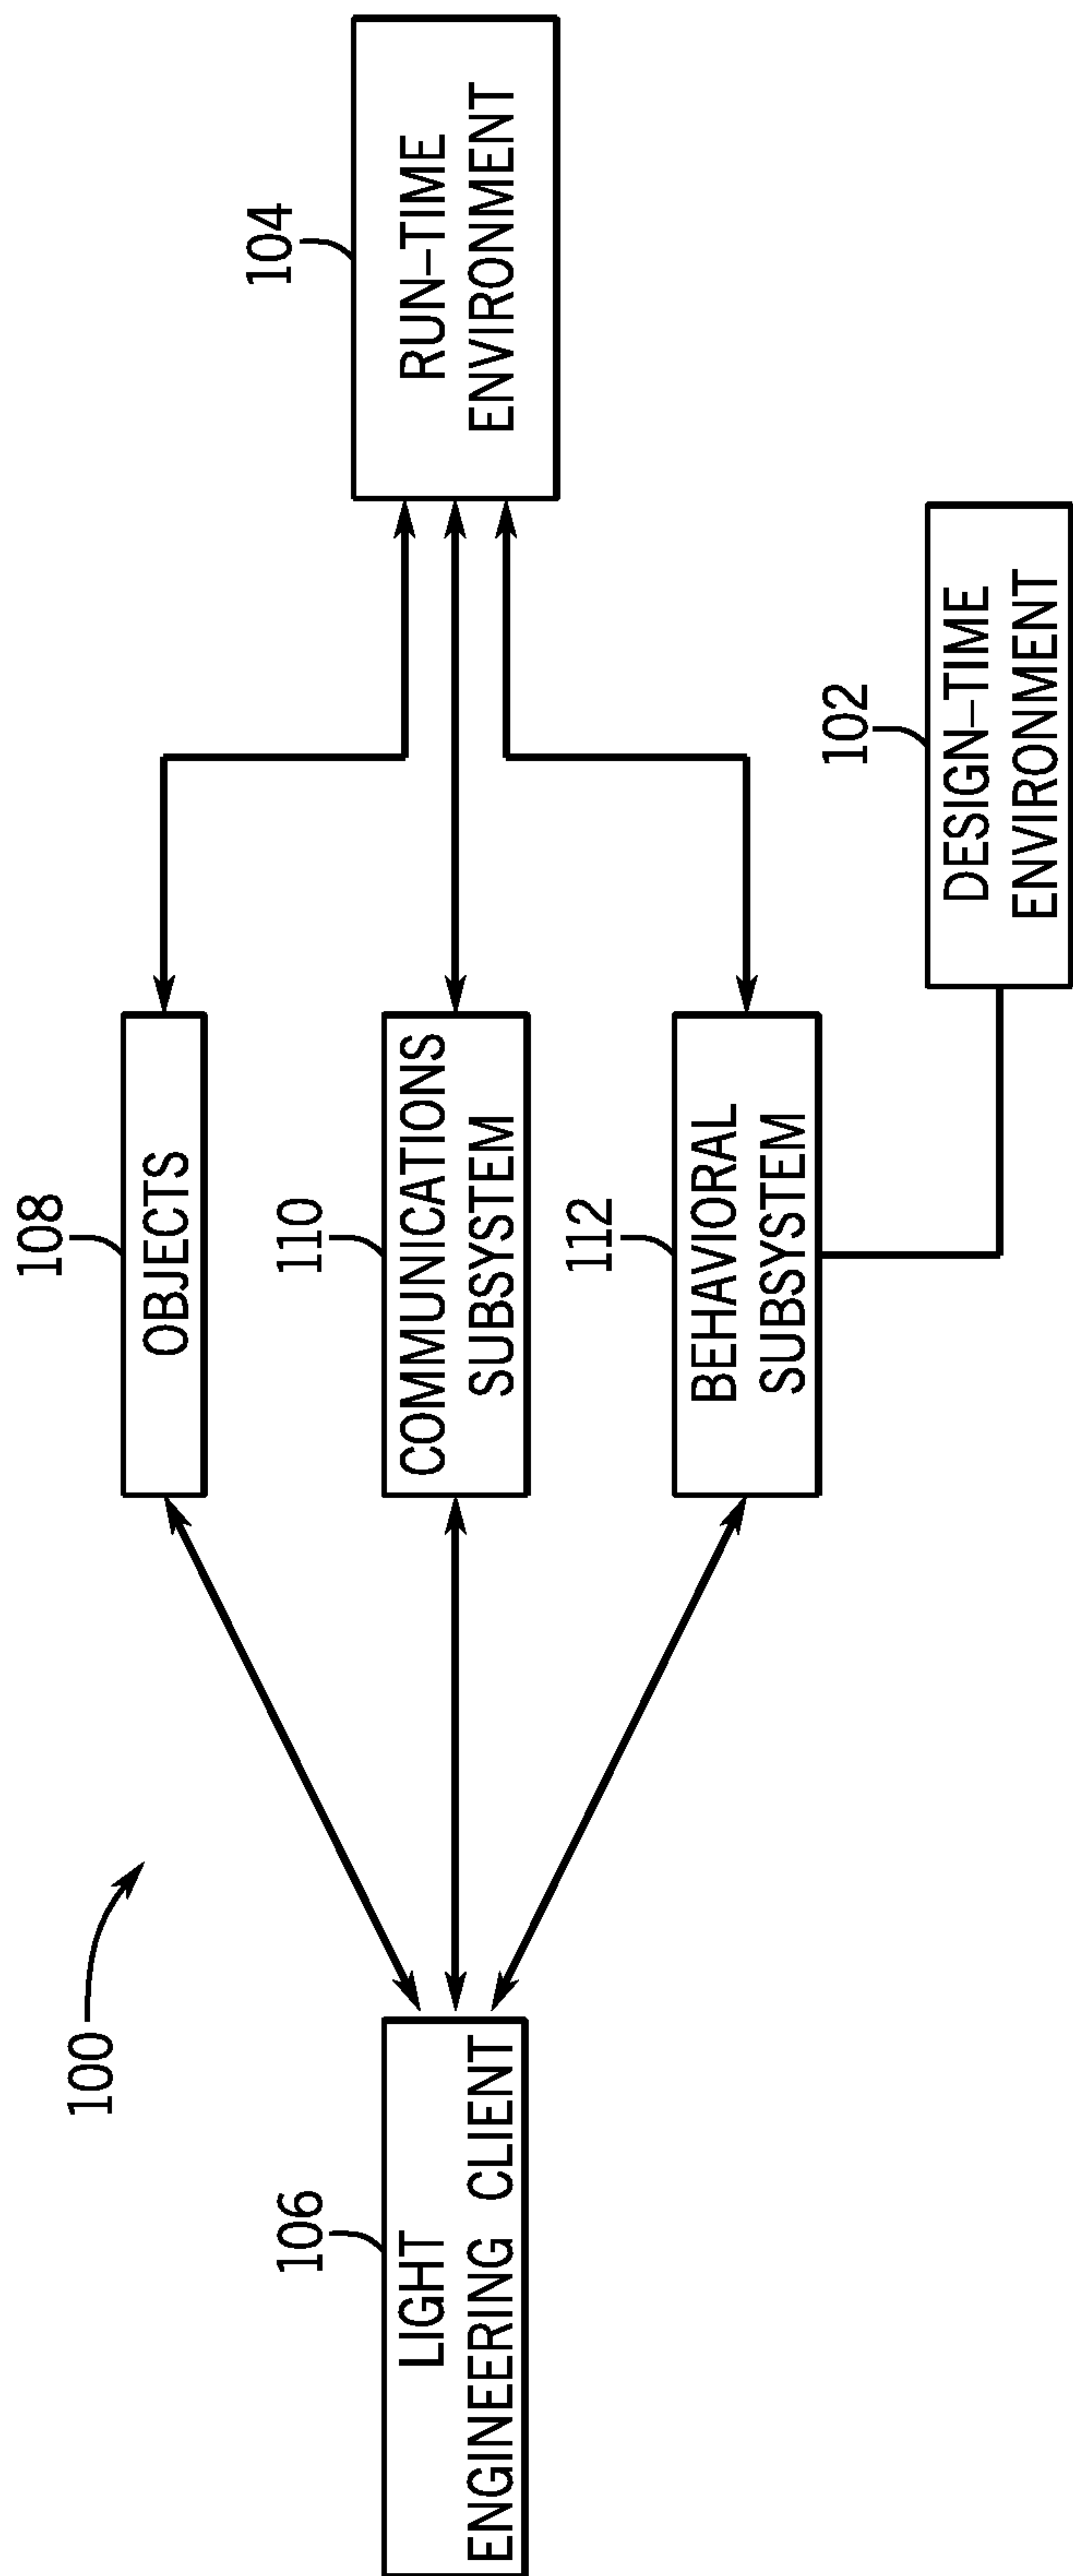 100
106
LIGHT
ENGINEERING CLIENT
108
OBJECTS
110
COMMUNICATIONS
SUBSYSTEM
112
BEHAVIORAL
SUBSYSTEM
104
RUN-TIME
ENVIRONMENT
102
DESIGN-TIME
ENVIRONMENT